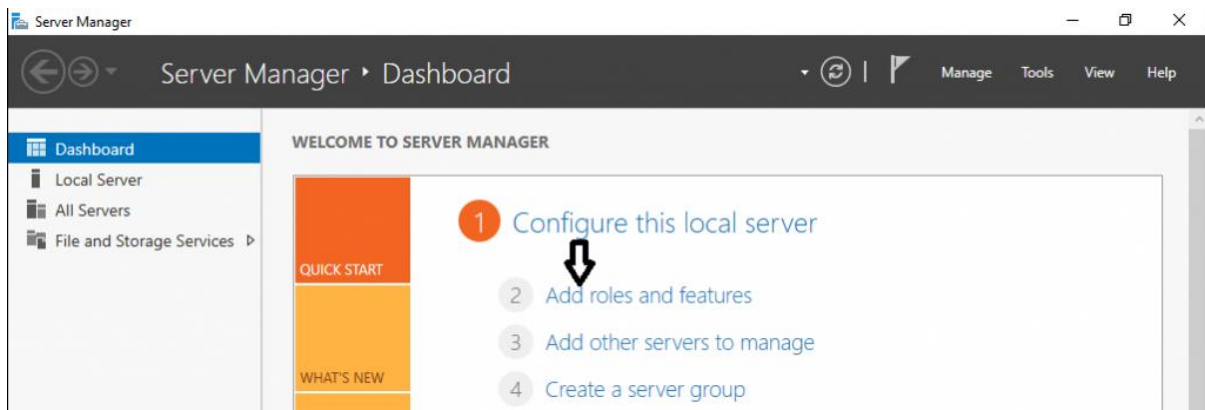 Server Manager
Server Manager ‣ Dashboard
Manage Tools View Help
Dashboard
Local Server
All Servers
File and Storage Services
WELCOME TO SERVER MANAGER
QUICK START
WHAT'S NEW
1 Configure this local server
2 Add roles and features
3 Add other servers to manage
4 Create a server group